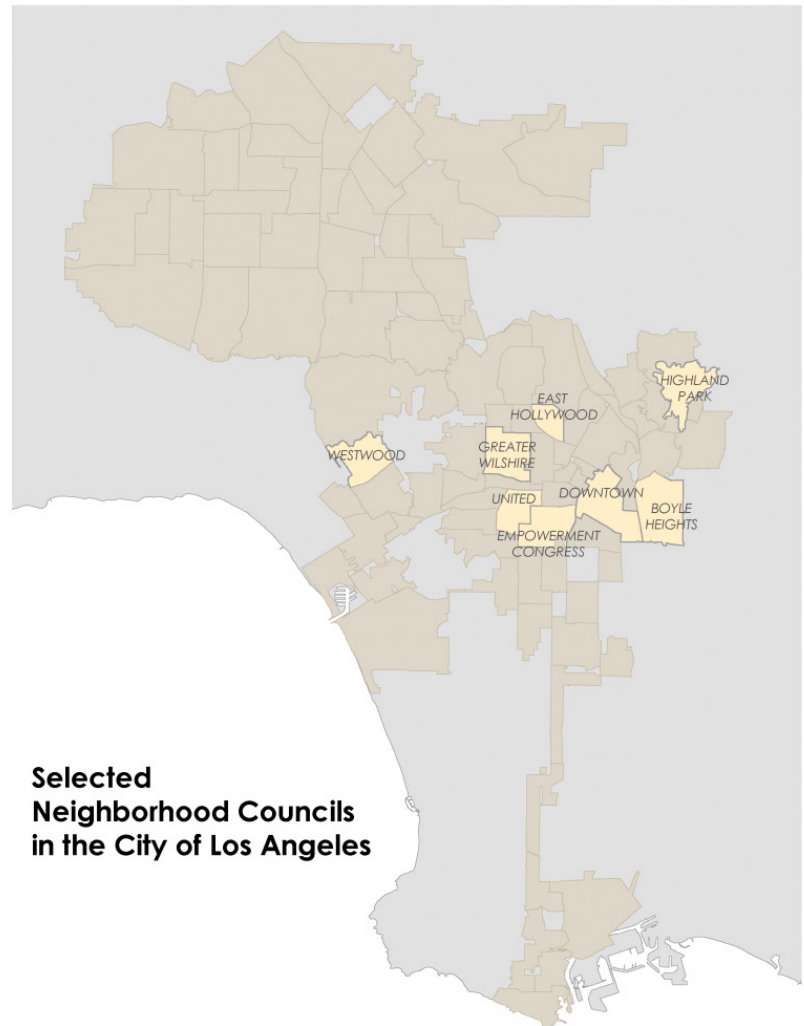 HIGHLAND
PARK
EAST
HOLLYWOOD
WESTWOOD
GREATER
WILSHIRE
UNITED
DOWNTOWN
BOYLE
HEIGHTS
EMPOWERMENT
CONGRESS
Selected
Neighborhood Councils
in the City of Los Angeles